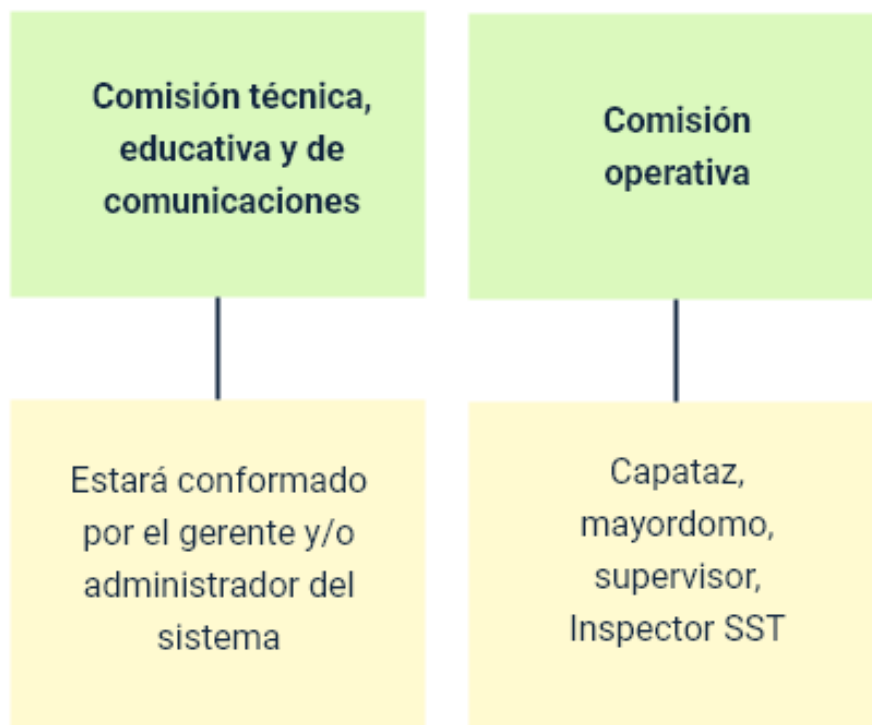 Comisión técnica,
educativa y de
comunicaciones
Comisión
operativa
Estará conformado
por el gerente y/o
administrador del
sistema
Capataz,
mayordomo,
supervisor,
Inspector SST